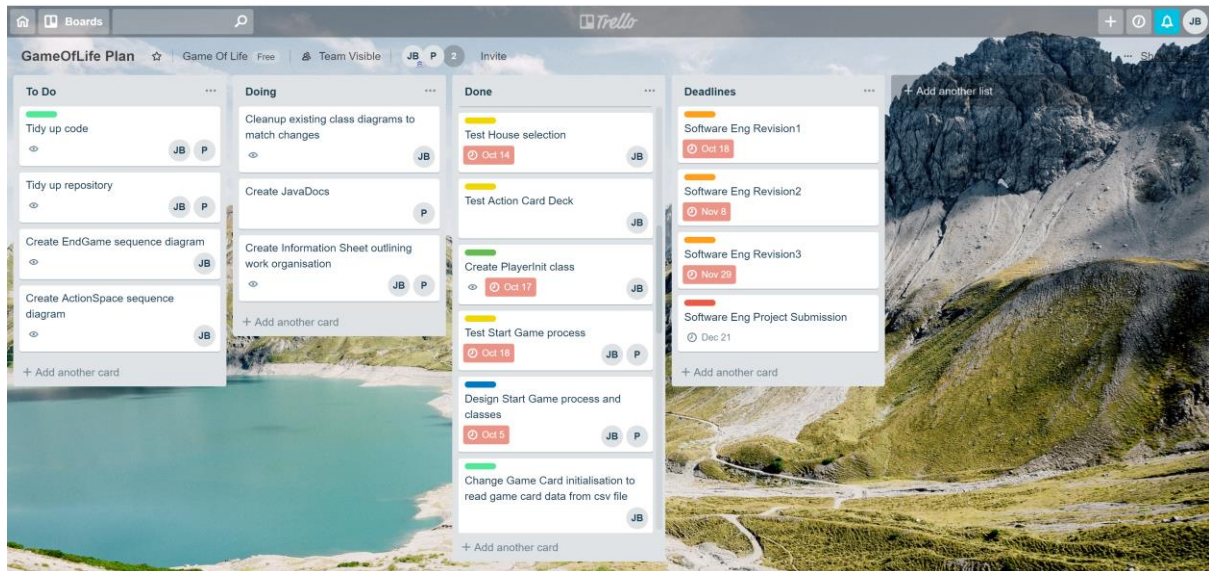 Boards
Trello
JB
GameOfLife Plan
Game Of Life
Free
Team Visible
JB
P
2
Invite
To Do
Tidy up code
JB P
Tidy up repository
JB P
Create EndGame sequence diagram
JB
Create ActionSpace sequence
diagram
JB
+ Add another card
Doing
Cleanup existing class diagrams to
match changes
JB
Create JavaDocs
P
Create Information Sheet outlining
work organisation
JB P
+ Add another card
Done
Test House selection
Oct 14
JB
Test Action Card Deck
JB
Create PlayerInit class
Oct 17
JB
Test Start Game process
Oct 18
JB P
Design Start Game process and
classes
Oct 5
JB P
Change Game Card initialisation to
read game card data from csv file
JB
+ Add another card
Deadlines
Software Eng Revision1
Oct 18
Software Eng Revision2
Nov 8
Software Eng Revision3
Nov 29
Software Eng Project Submission
Dec 21
+ Add another card
+ Add another list